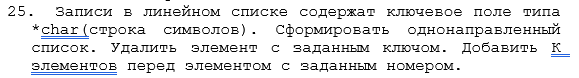 25. Записи в линейном списке содержат ключевое поле типа
*char(строка символов). Сформировать однонаправленный
список. Удалить элемент с заданным ключом. Добавить К
элементов перед элементом с заданным номером.